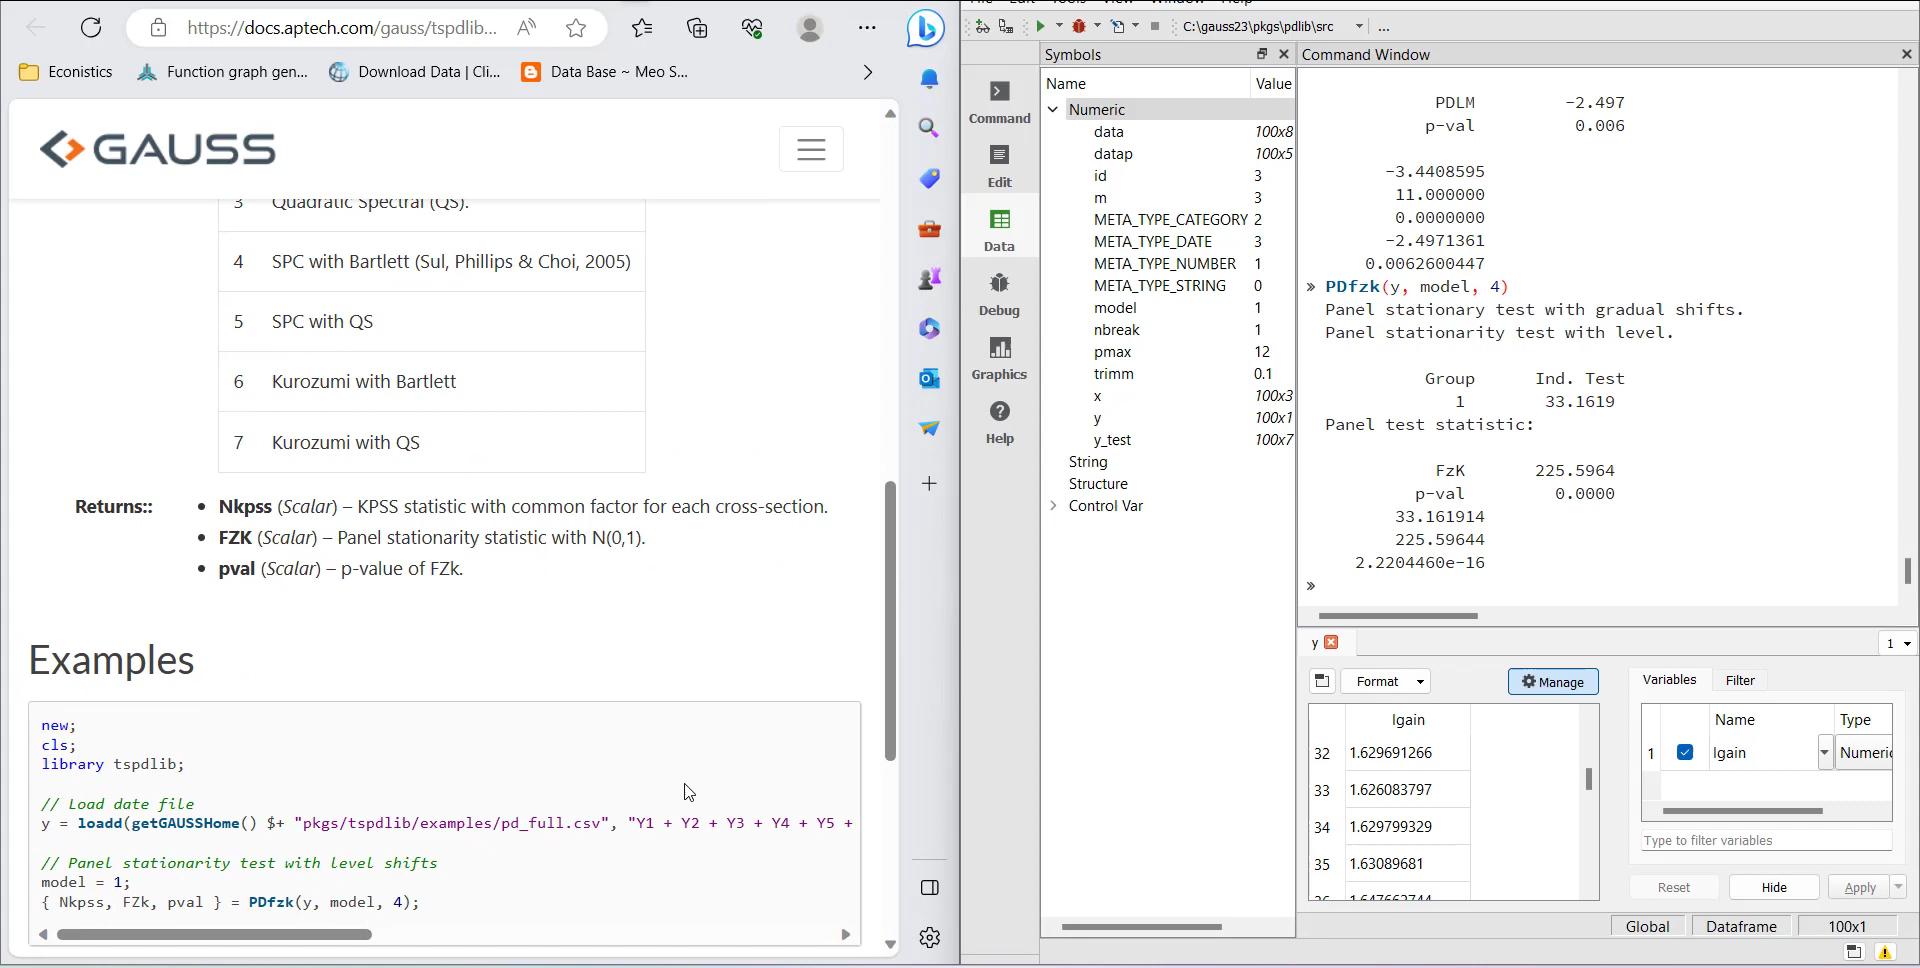 https://docs.aptech.com/gauss/tspdlib...
Econistics
Function graph gen...
Download Data | Cli...
Data Base ~ Meo S...
GAUSS
3 Quadratic Spectral (QS).
4 SPC with Bartlett (Sul, Phillips & Choi, 2005)
5 SPC with QS
6 Kurozumi with Bartlett
7 Kurozumi with QS
Returns:: • Nkpss (Scalar) – KPSS statistic with common factor for each cross-section.
• FZK (Scalar) – Panel stationarity statistic with N(0,1).
• pval (Scalar) – p-value of FZk.
Examples
new;
cls;
library tspdlib;
// Load date file
y = loadd(getGAUSSHome() $+ "pkgs/tspdlib/examples/pd_full.csv", "Y1 + Y2 + Y3 + Y4 + Y5 +
// Panel stationarity test with level shifts
model = 1;
{ Nkpss, FZk, pval } = PDfzk(y, model, 4);
C:\gauss23\pkgs\pdlib\src
...
Command
Edit
Data
Debug
Graphics
Help
Symbols
Name Value
Numeric
data 100x8
datap 100x5
id 3
m 3
META_TYPE_CATEGORY 2
META_TYPE_DATE 3
META_TYPE_NUMBER 1
META_TYPE_STRING 0
model 1
nbreak 1
pmax 12
trimm 0.1
x 100x3
y 100x1
y_test 100x7
String
Structure
Control Var
Command Window
PDLM -2.497
p-val 0.006
-3.4408595
11.000000
0.0000000
-2.4971361
0.0062600447
» PDfzk(y, model, 4)
Panel stationary test with gradual shifts.
Panel stationarity test with level.
Group Ind. Test
1 33.1619
Panel test statistic:
FzK 225.5964
p-val 0.0000
33.161914
225.59644
2.2204460e-16
»
y
1
Format
Manage
lgain
32 1.629691266
33 1.626083797
34 1.629799329
35 1.63089681
Variables Filter
Name Type
1 lgain Numeric
Type to filter variables
Reset Hide Apply
Global Dataframe 100x1